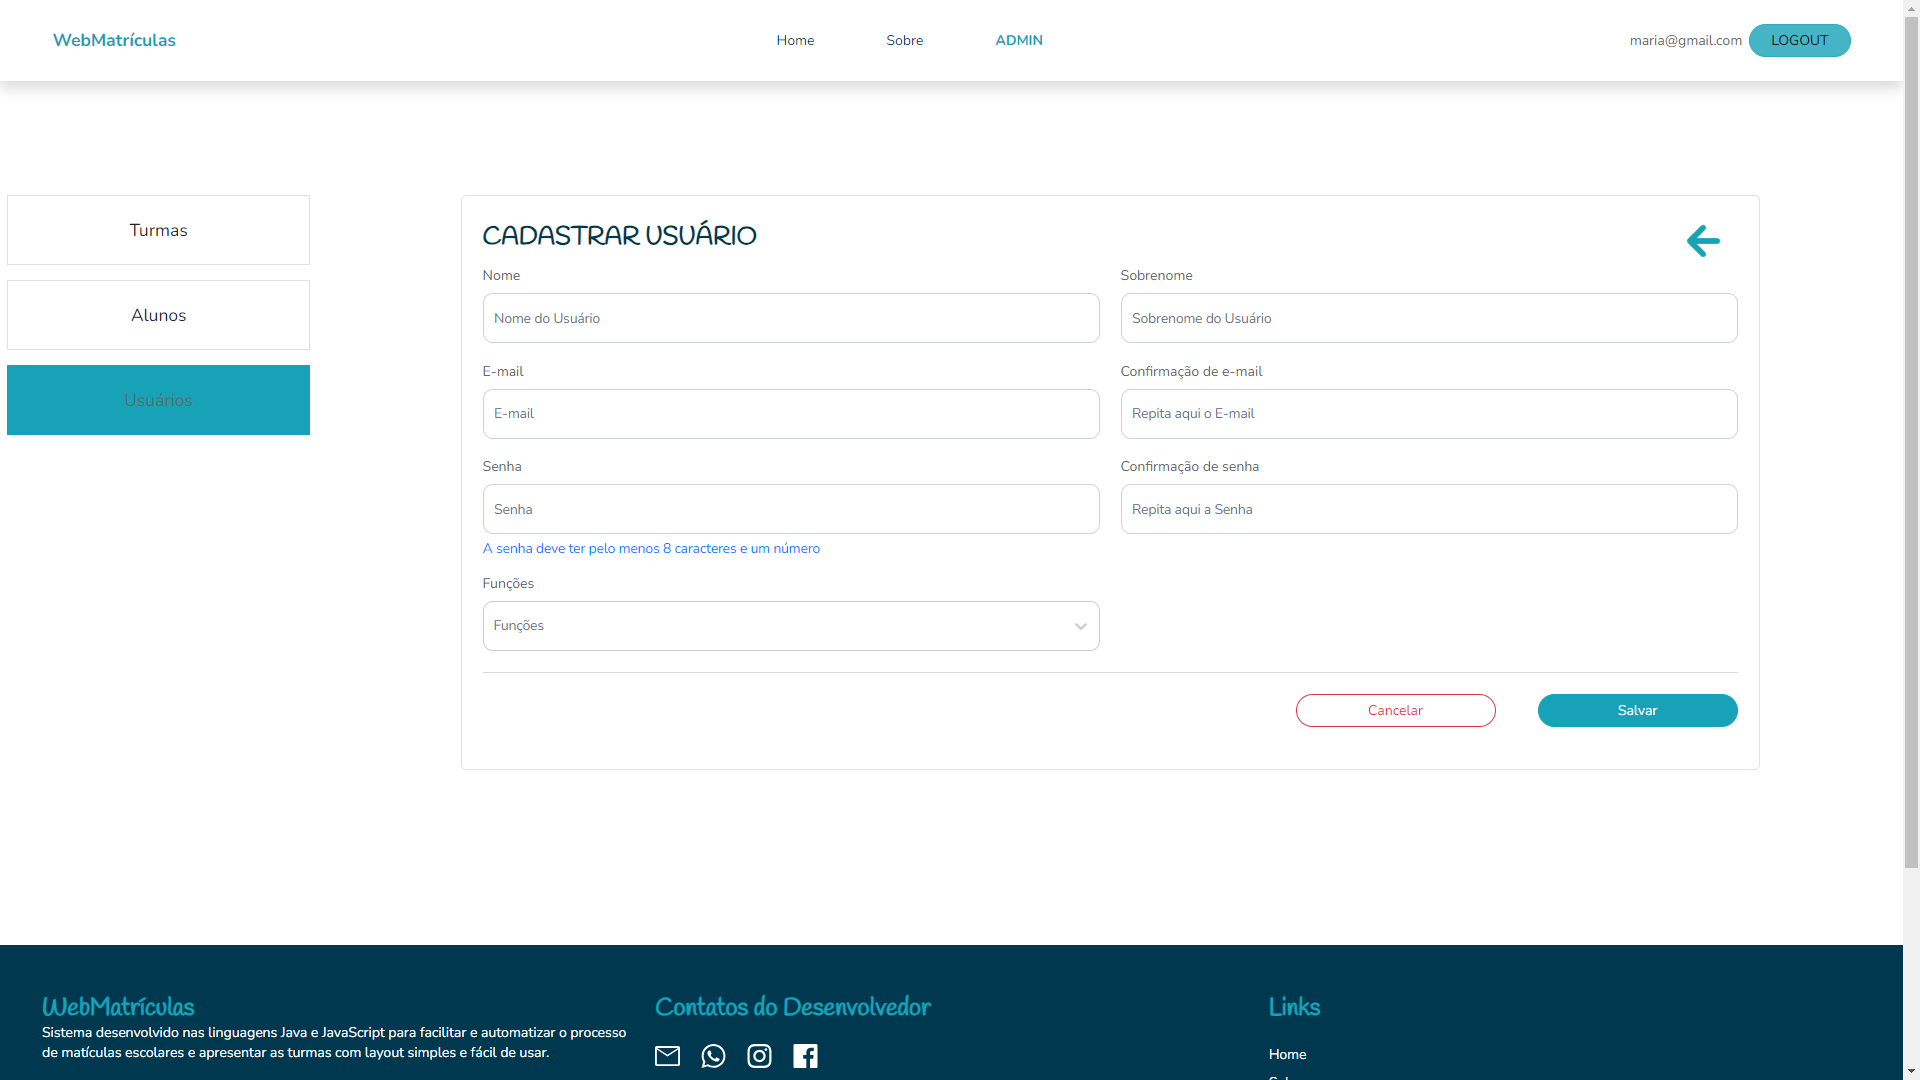 WebMatrículas
Home
Sobre
ADMIN
maria@gmail.com
LOGOUT
Turmas
Alunos
Usuários
CADASTRAR USUÁRIO
Nome
Sobrenome
Nome do Usuário
Sobrenome do Usuário
E-mail
Confirmação de e-mail
E-mail
Repita aqui o E-mail
Senha
Confirmação de senha
Senha
Repita aqui a Senha
A senha deve ter pelo menos 8 caracteres e um número
Funções
Funções
Cancelar
Salvar
WebMatrículas
Sistema desenvolvido nas linguagens Java e JavaScript para facilitar e automatizar o processo
de matículas escolares e apresentar as turmas com layout simples e fácil de usar.
Contatos do Desenvolvedor
Links
Home